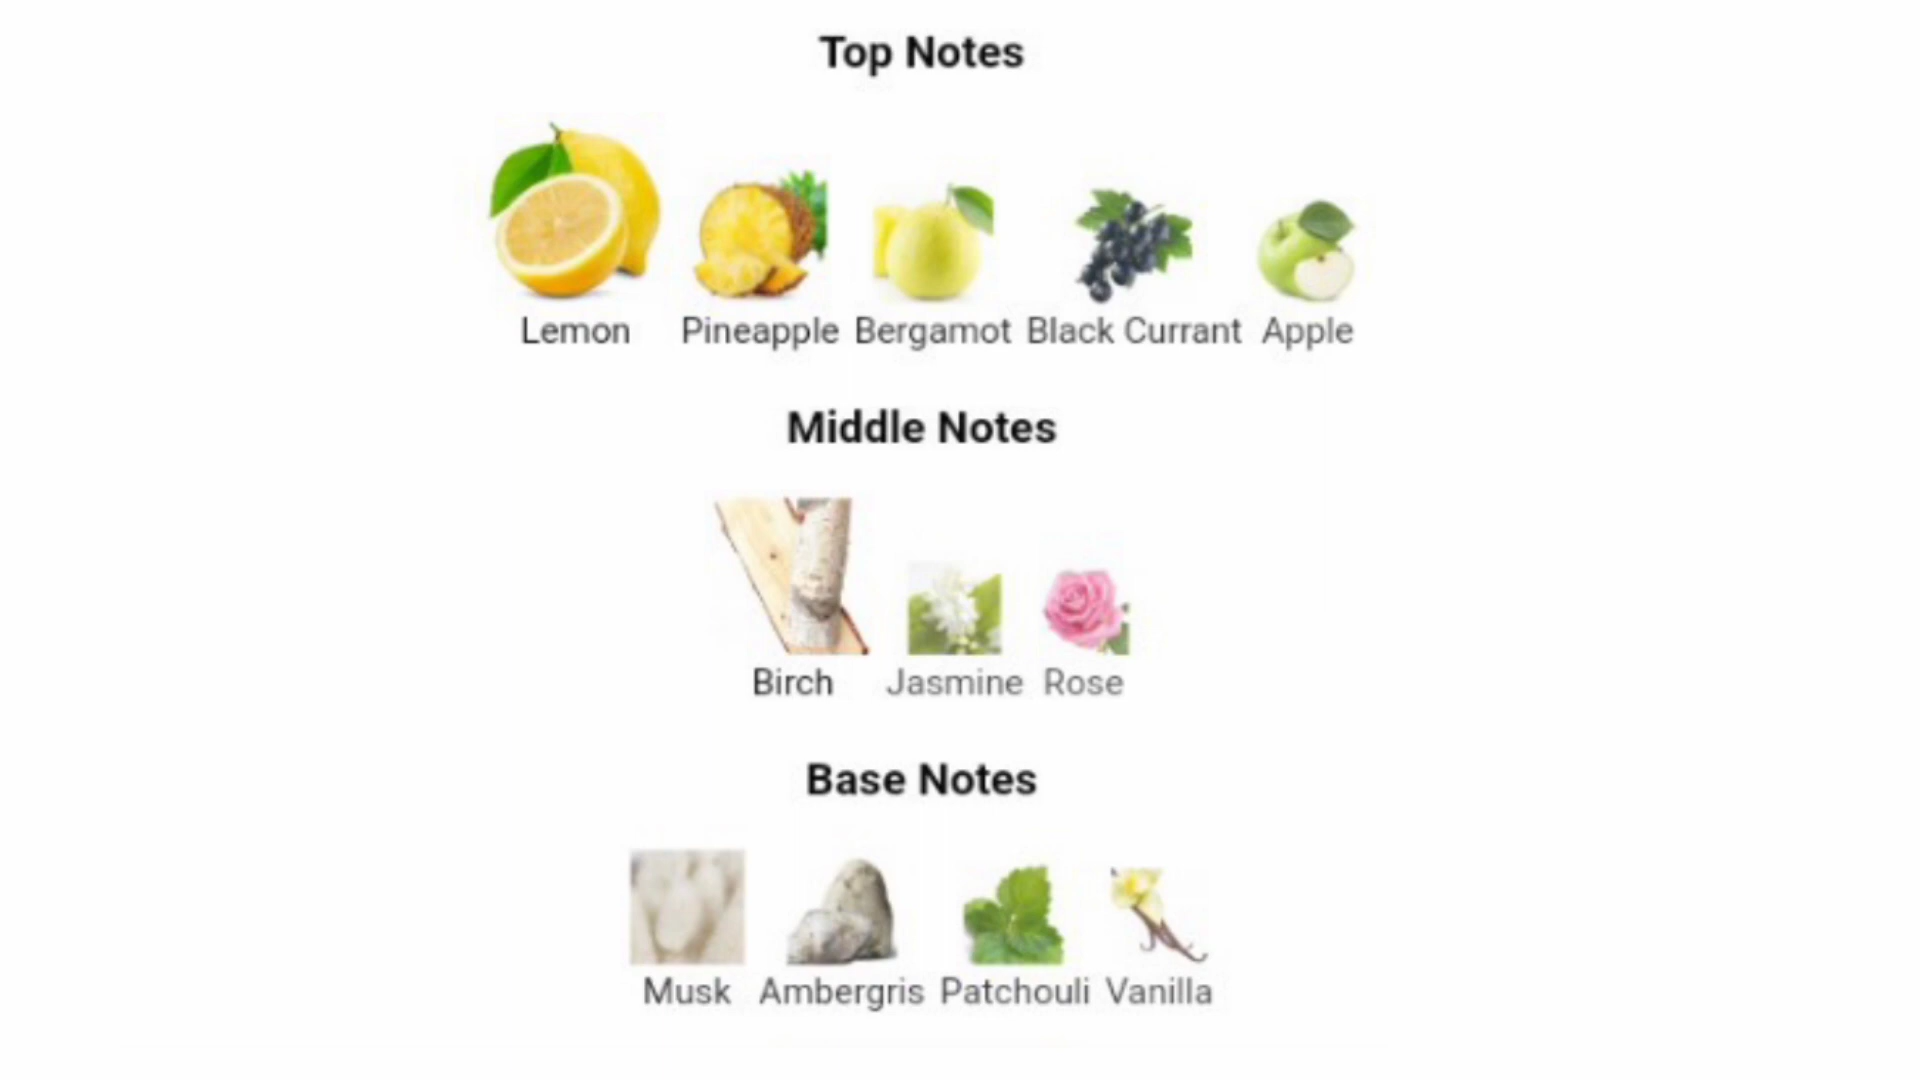 Top Notes
Lemon Pineapple Bergamot Black Currant Apple
Middle Notes
Birch Jasmine Rose
Base Notes
Musk Ambergris Patchouli Vanilla